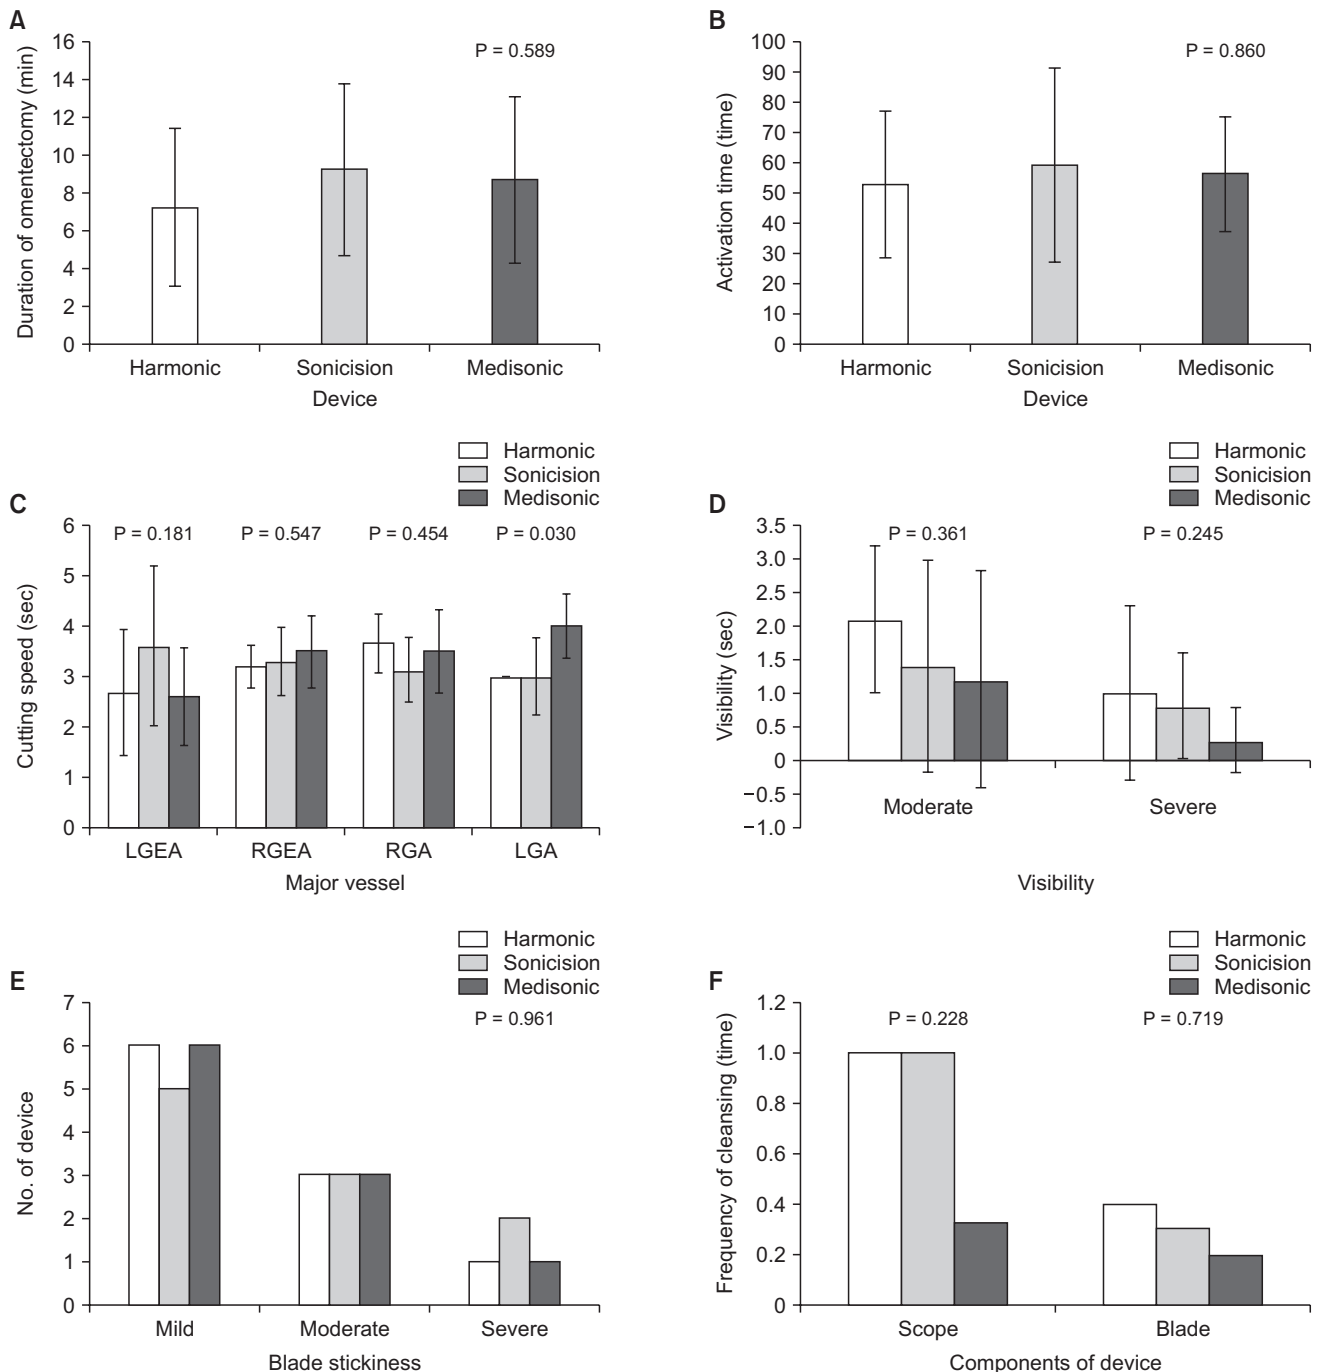 A
Duration of omentectomy (min)
16
14
12
10
8
6
4
2
0
P = 0.589
Harmonic Sonicision Medisonic
Device
B
Activation time (time)
100
90
80
70
60
50
40
30
20
10
0
P = 0.860
Harmonic Sonicision Medisonic
Device
C
Harmonic
Sonicision
Medisonic
Cutting speed (sec)
6
5
4
3
2
1
0
P = 0.181 P = 0.547 P = 0.454 P = 0.030
LGEA RGEA RGA LGA
Major vessel
D
Harmonic
Sonicision
Medisonic
Visibility (sec)
3.5
3.0
2.5
2.0
1.5
1.0
0.5
0
−0.5
−1.0
P = 0.361 P = 0.245
Moderate Severe
Visibility
E
Harmonic
Sonicision
Medisonic
No. of device
7
6
5
4
3
2
1
0
P = 0.961
Mild Moderate Severe
Blade stickiness
F
Harmonic
Sonicision
Medisonic
Frequency of cleansing (time)
1.2
1.0
0.8
0.6
0.4
0.2
0
P = 0.228 P = 0.719
Scope Blade
Components of device